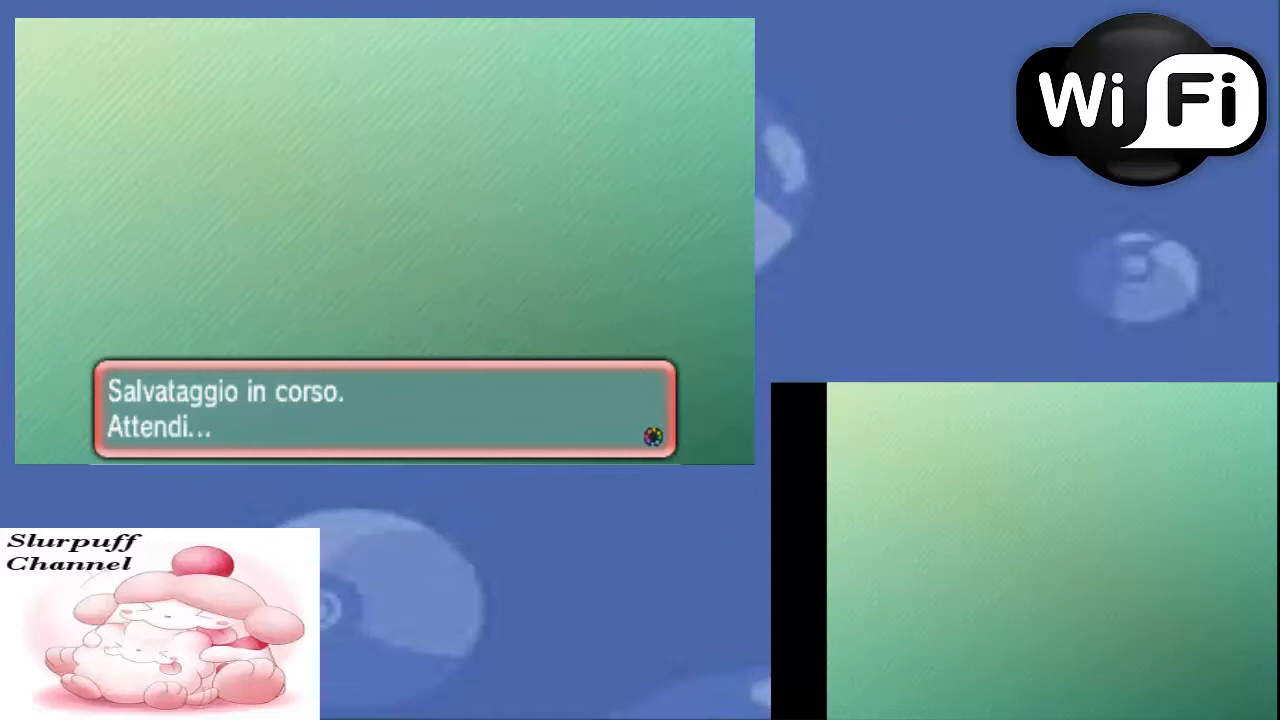 Wi Fi
Salvataggio in corso.
Attendi...
Slurpuff
Channel